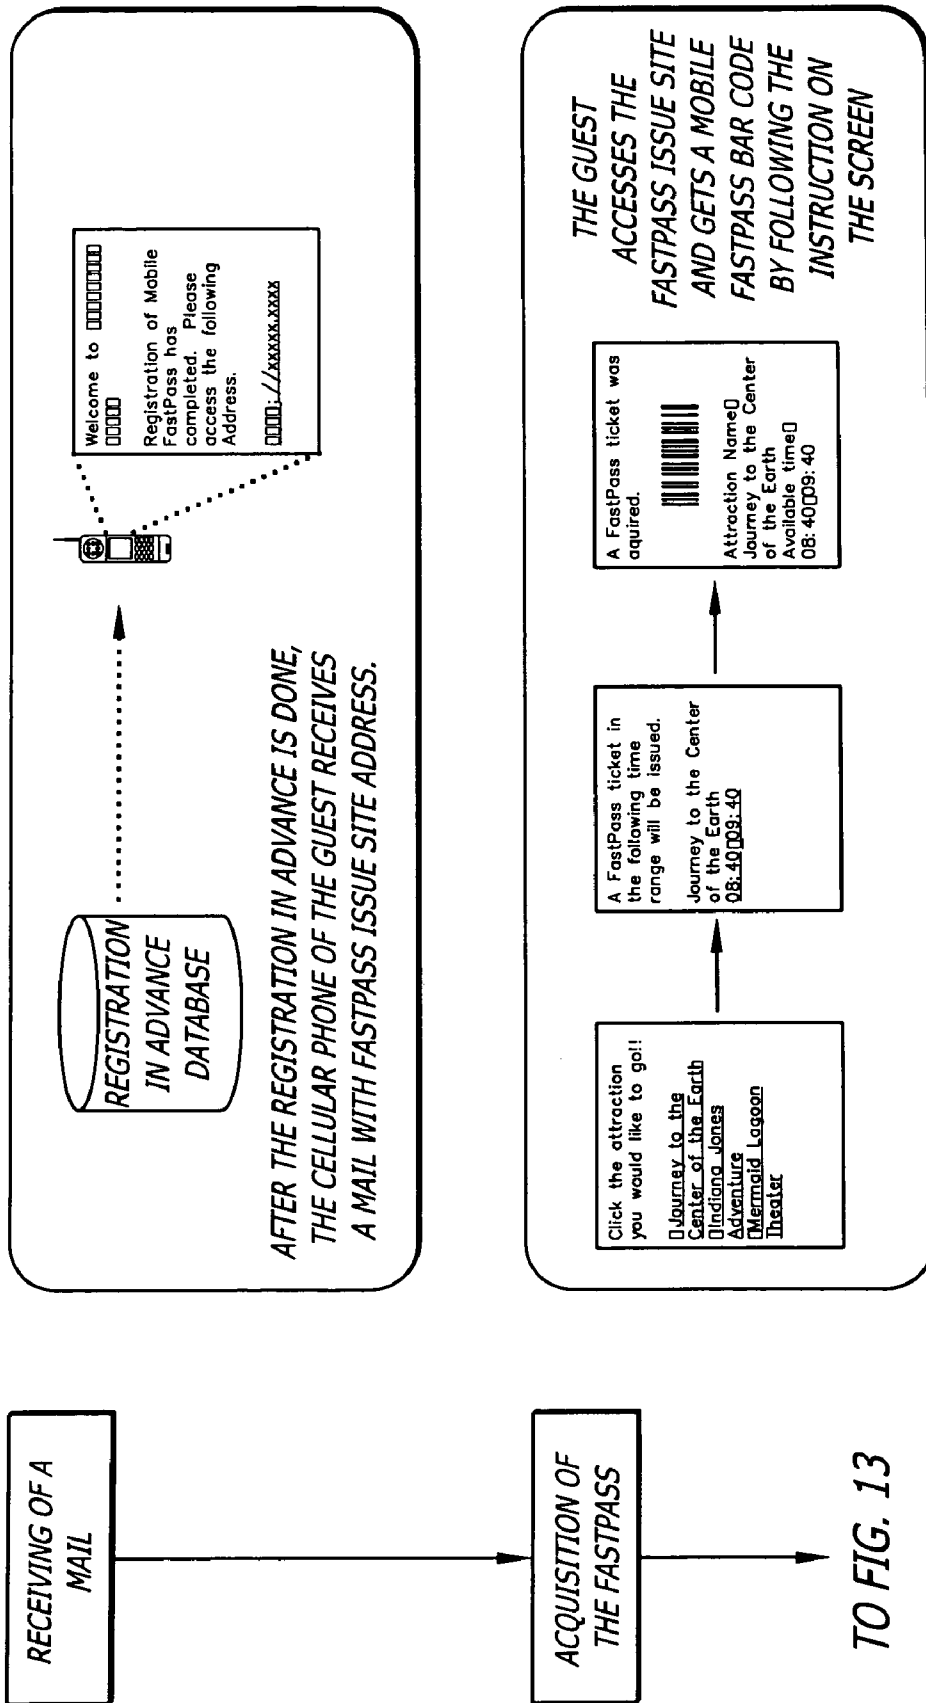 RECEIVING OF A
MAIL
REGISTRATION
IN ADVANCE
DATABASE
Welcome to ▯▯▯▯▯▯▯▯▯▯
▯▯▯▯▯
Registration of Mobile
FastPass has
completed. Please
access the following
Address.
▯▯▯▯://xxxxx.xxxx
AFTER THE REGISTRATION IN ADVANCE IS DONE,
THE CELLULAR PHONE OF THE GUEST RECEIVES
A MAIL WITH FASTPASS ISSUE SITE ADDRESS.
ACQUISITION OF
THE FASTPASS
Click the attraction
you would like to go!!
▯Journey to the
Center of the Earth
▯Indiana Jones
Adventure
▯Mermaid Lagoon
Theater
A FastPass ticket in
the following time
range will be issued.
Journey to the Center
of the Earth
08:40▯09:40
A FastPass ticket was
aquired.
Attraction Name▯
Journey to the Center
of the Earth
Available time▯
08:40▯09:40
THE GUEST
ACCESSES THE
FASTPASS ISSUE SITE
AND GETS A MOBILE
FASTPASS BAR CODE
BY FOLLOWING THE
INSTRUCTION ON
THE SCREEN
TO FIG. 13